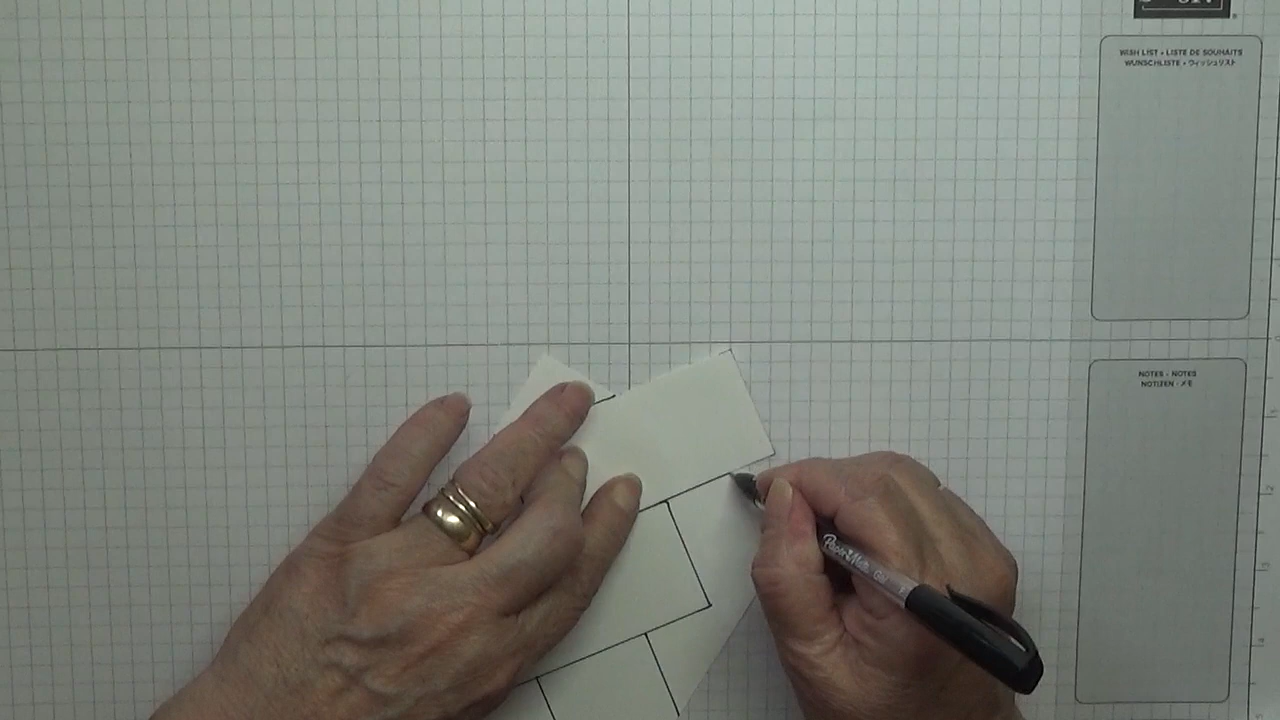 WISH LIST • LISTE DE SOUHAITS
WUNSCHLISTE • ウィッシュリスト
NOTES • NOTES
NOTIZEN • メモ
PaperMate Gel